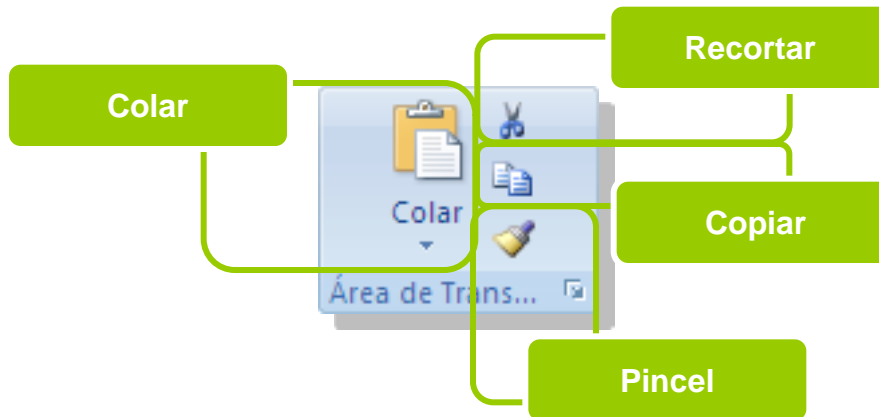 Recortar
Colar
Colar
Copiar
Área de Trans...
Pincel